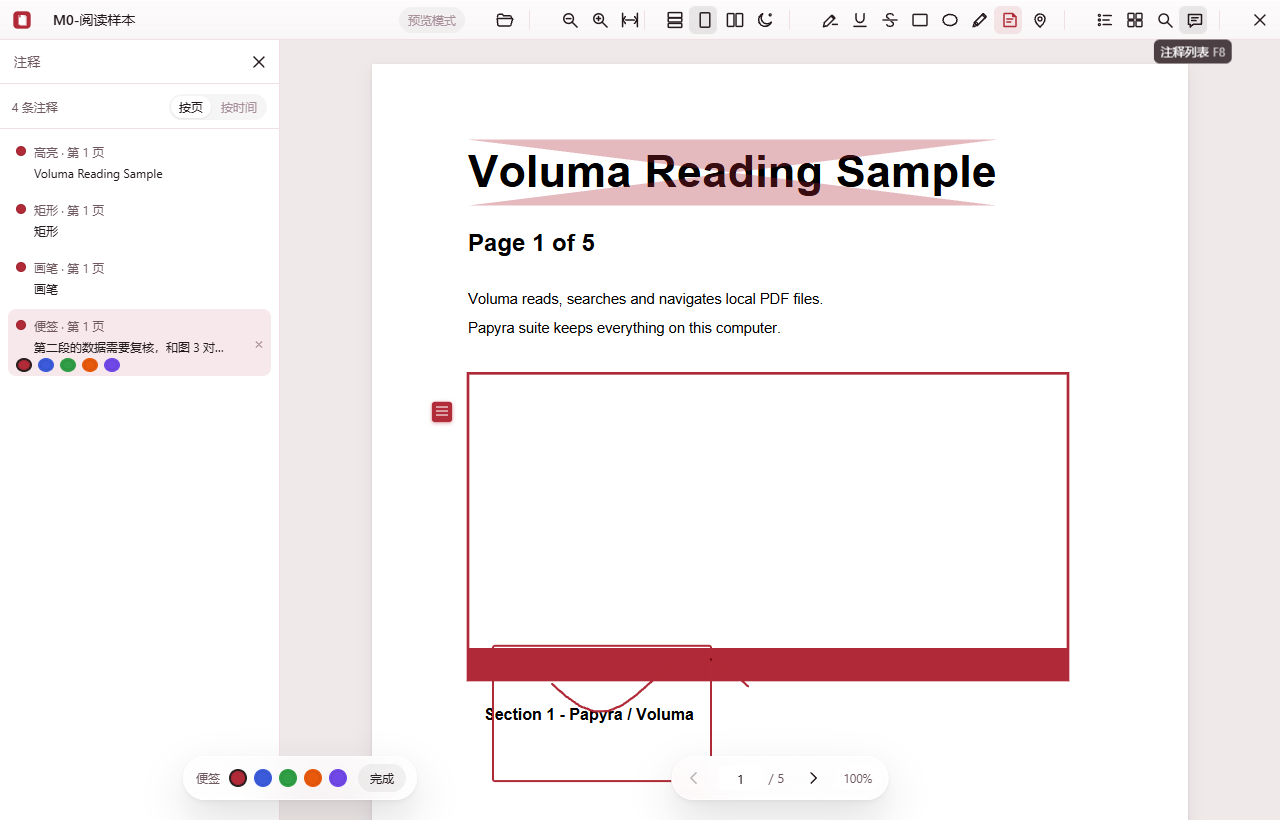 M0-阅读样本
预览模式
注释列表 F8
注释
4 条注释
按页
按时间
高亮 · 第 1 页
Voluma Reading Sample
矩形 · 第 1 页
矩形
画笔 · 第 1 页
画笔
便签 · 第 1 页
第二段的数据需要复核，和图 3 对...
Voluma Reading Sample
Page 1 of 5
Voluma reads, searches and navigates local PDF files.
Papyra suite keeps everything on this computer.
Section 1 - Papyra / Voluma
便签
完成
1 / 5
100%